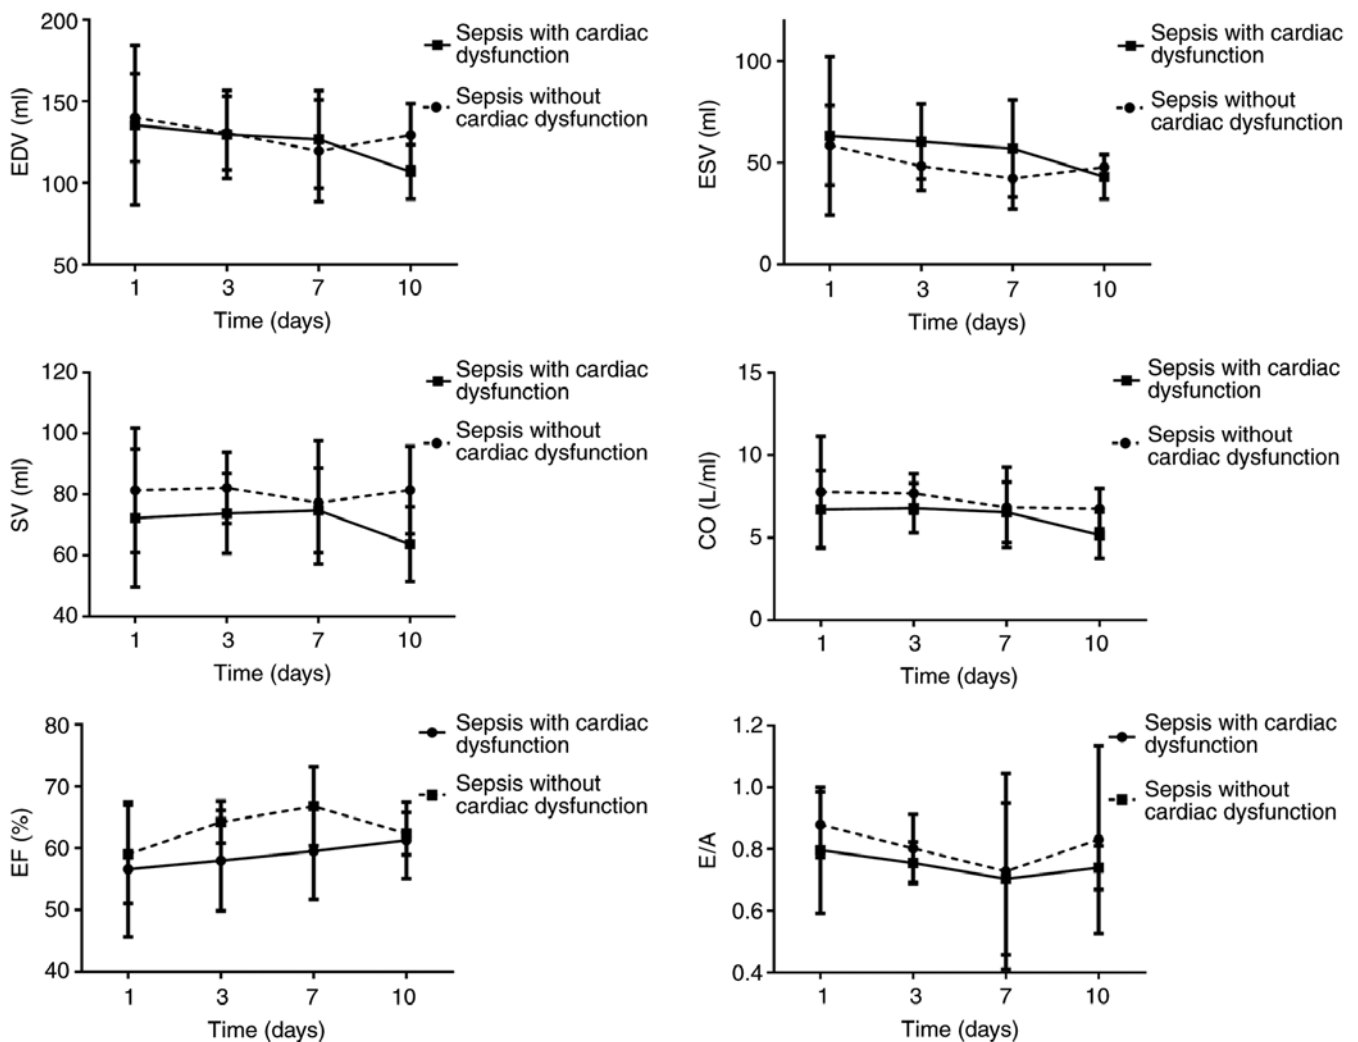 200
150
100
50
EDV (ml)
1 3 7 10
Time (days)
Sepsis with cardiac
dysfunction
Sepsis without
cardiac dysfunction
100
50
0
ESV (ml)
1 3 7 10
Time (days)
Sepsis with cardiac
dysfunction
Sepsis without
cardiac dysfunction
120
100
80
60
40
SV (ml)
1 3 7 10
Time (days)
Sepsis with cardiac
dysfunction
Sepsis without
cardiac dysfunction
15
10
5
0
CO (L/ml)
1 3 7 10
Time (days)
Sepsis with cardiac
dysfunction
Sepsis without
cardiac dysfunction
80
70
60
50
40
EF (%)
1 3 7 10
Time (days)
Sepsis with cardiac
dysfunction
Sepsis without
cardiac dysfunction
1.2
1.0
0.8
0.6
0.4
E/A
1 3 7 10
Time (days)
Sepsis with cardiac
dysfunction
Sepsis without
cardiac dysfunction